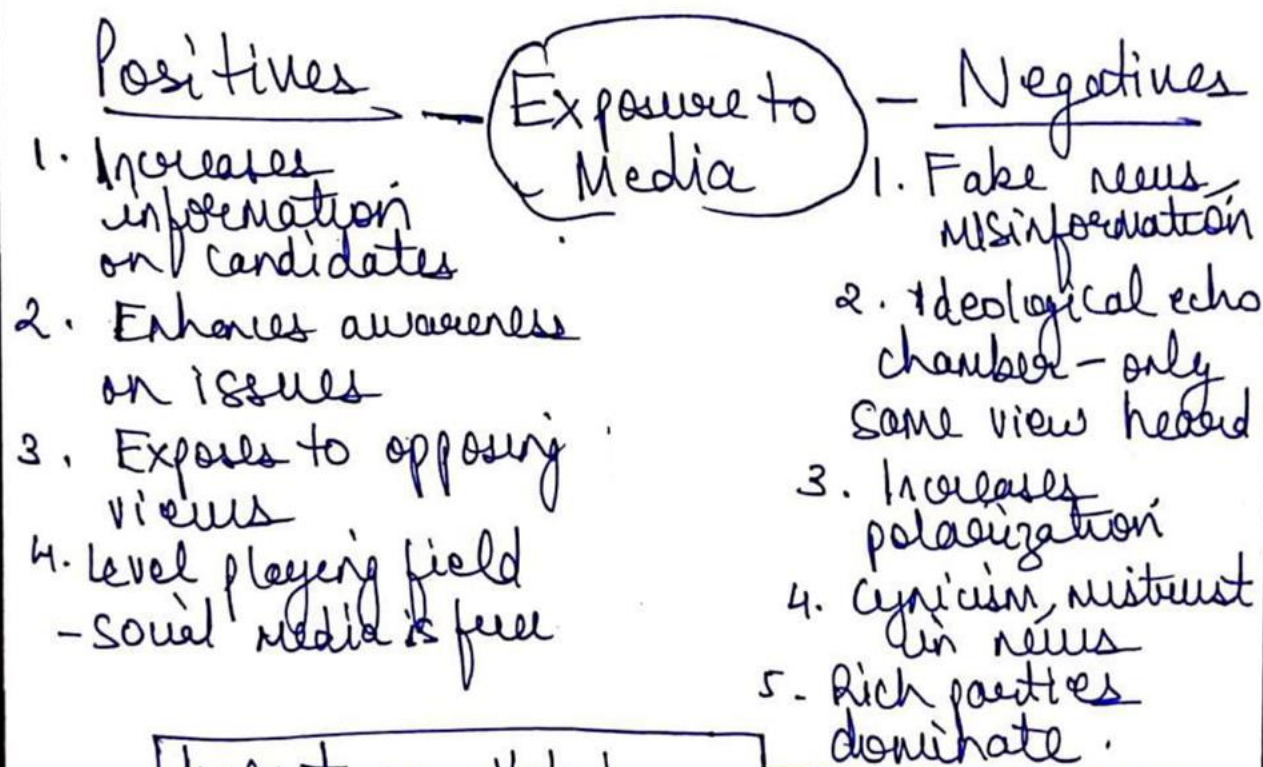 Positives
1. Increases
information
on candidates
2. Enhances awareness
on issues
3. Exposes to opposing
views
4. Level playing field
- Social media is free
Exposure to
Media
Negatives
1. Fake news,
misinformation
2. Ideological echo
chamber - only
same view heard
3. Increases
polarization
4. Cynicism, mistrust
in news
5. Rich parties
dominate.